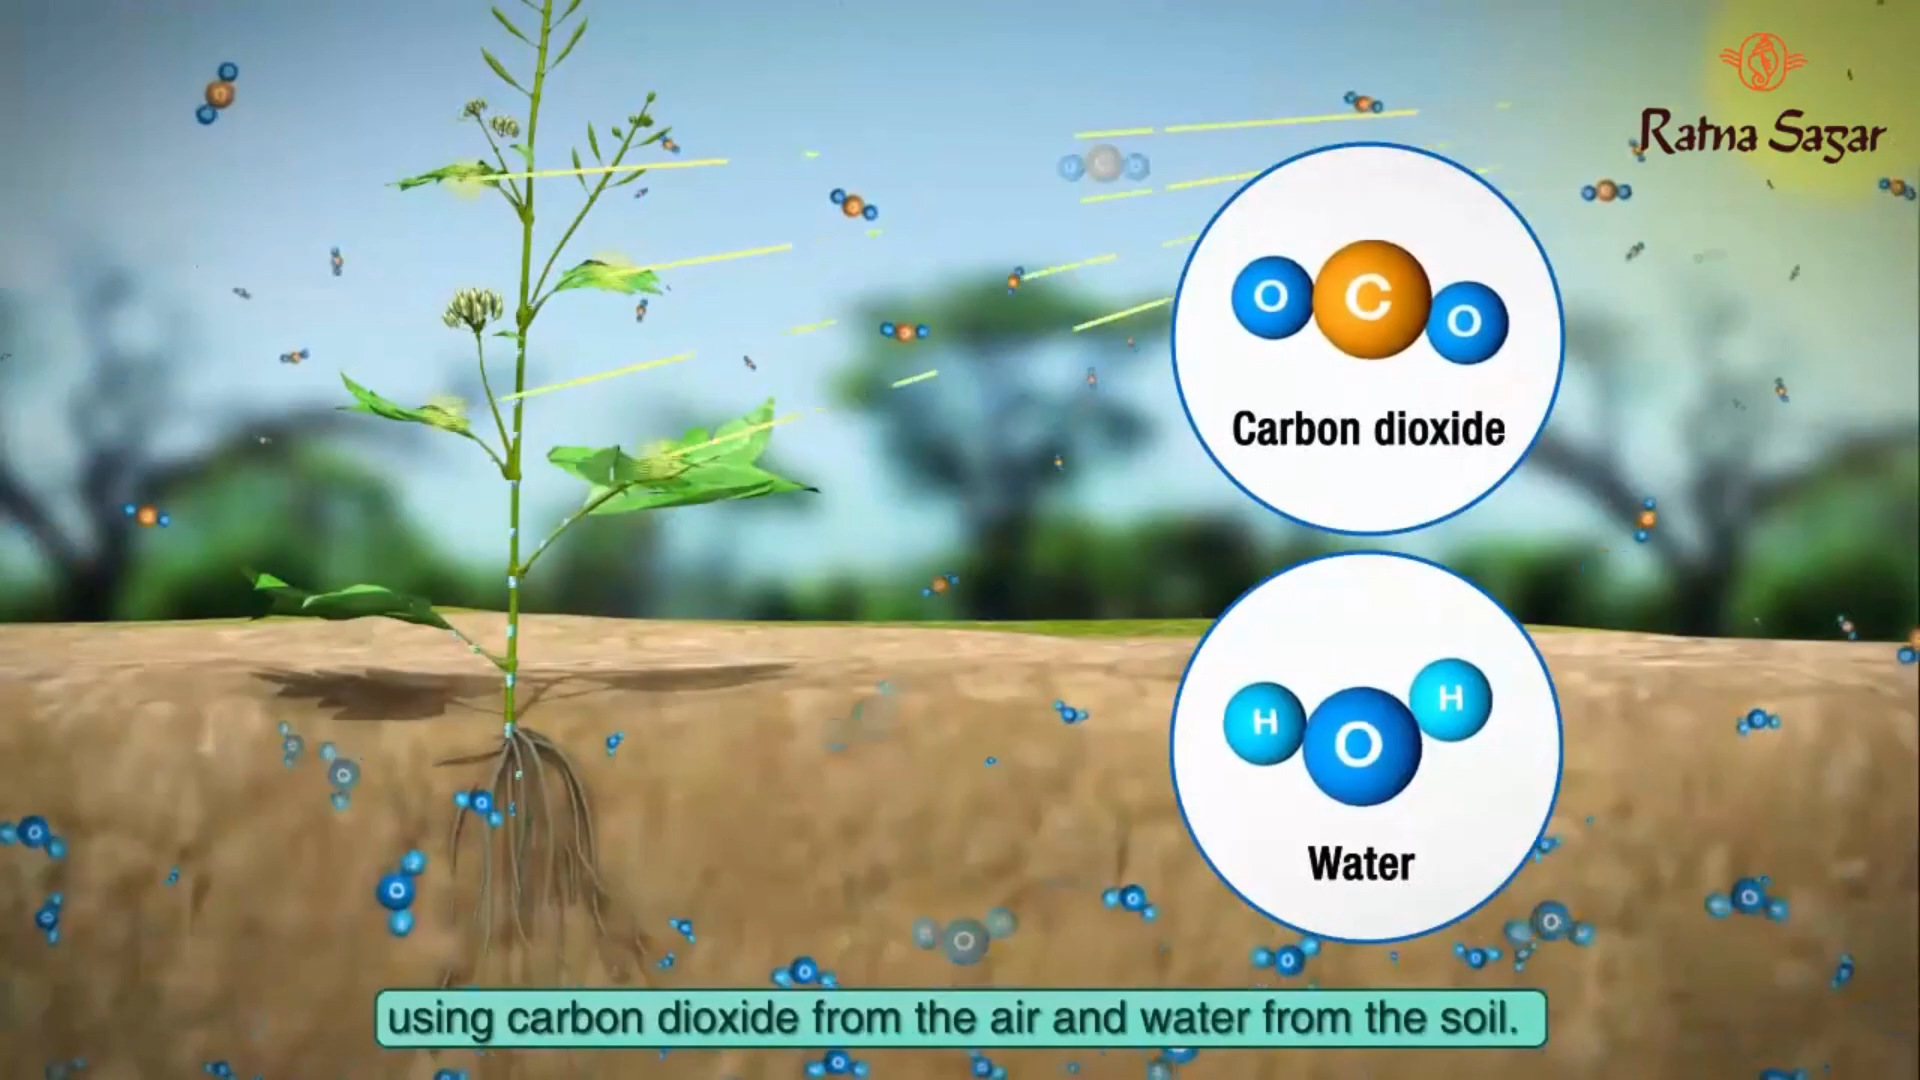 Ratna Sagar
O C O
Carbon dioxide
H O H
Water
using carbon dioxide from the air and water from the soil.